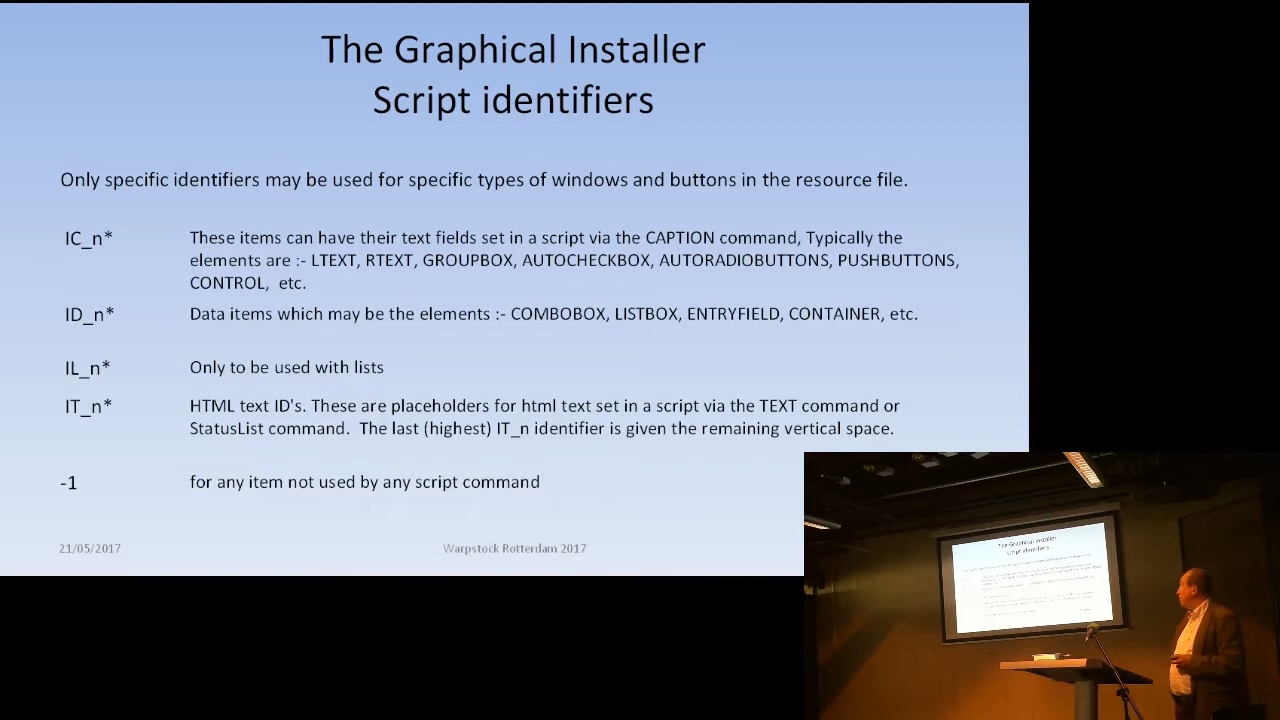 The Graphical Installer
Script identifiers
Only specific identifiers may be used for specific types of windows and buttons in the resource file.
IC_n* These items can have their text fields set in a script via the CAPTION command, Typically the
elements are :- LTEXT, RTEXT, GROUPBOX, AUTOCHECKBOX, AUTORADIOBUTTONS, PUSHBUTTONS,
CONTROL, etc.
ID_n* Data items which may be the elements :- COMBOBOX, LISTBOX, ENTRYFIELD, CONTAINER, etc.
IL_n* Only to be used with lists
IT_n* HTML text ID's. These are placeholders for html text set in a script via the TEXT command or
StatusList command. The last (highest) IT_n identifier is given the remaining vertical space.
-1 for any item not used by any script command
21/05/2017 Warpstock Rotterdam 2017
The Graphical Installer
Script identifiers